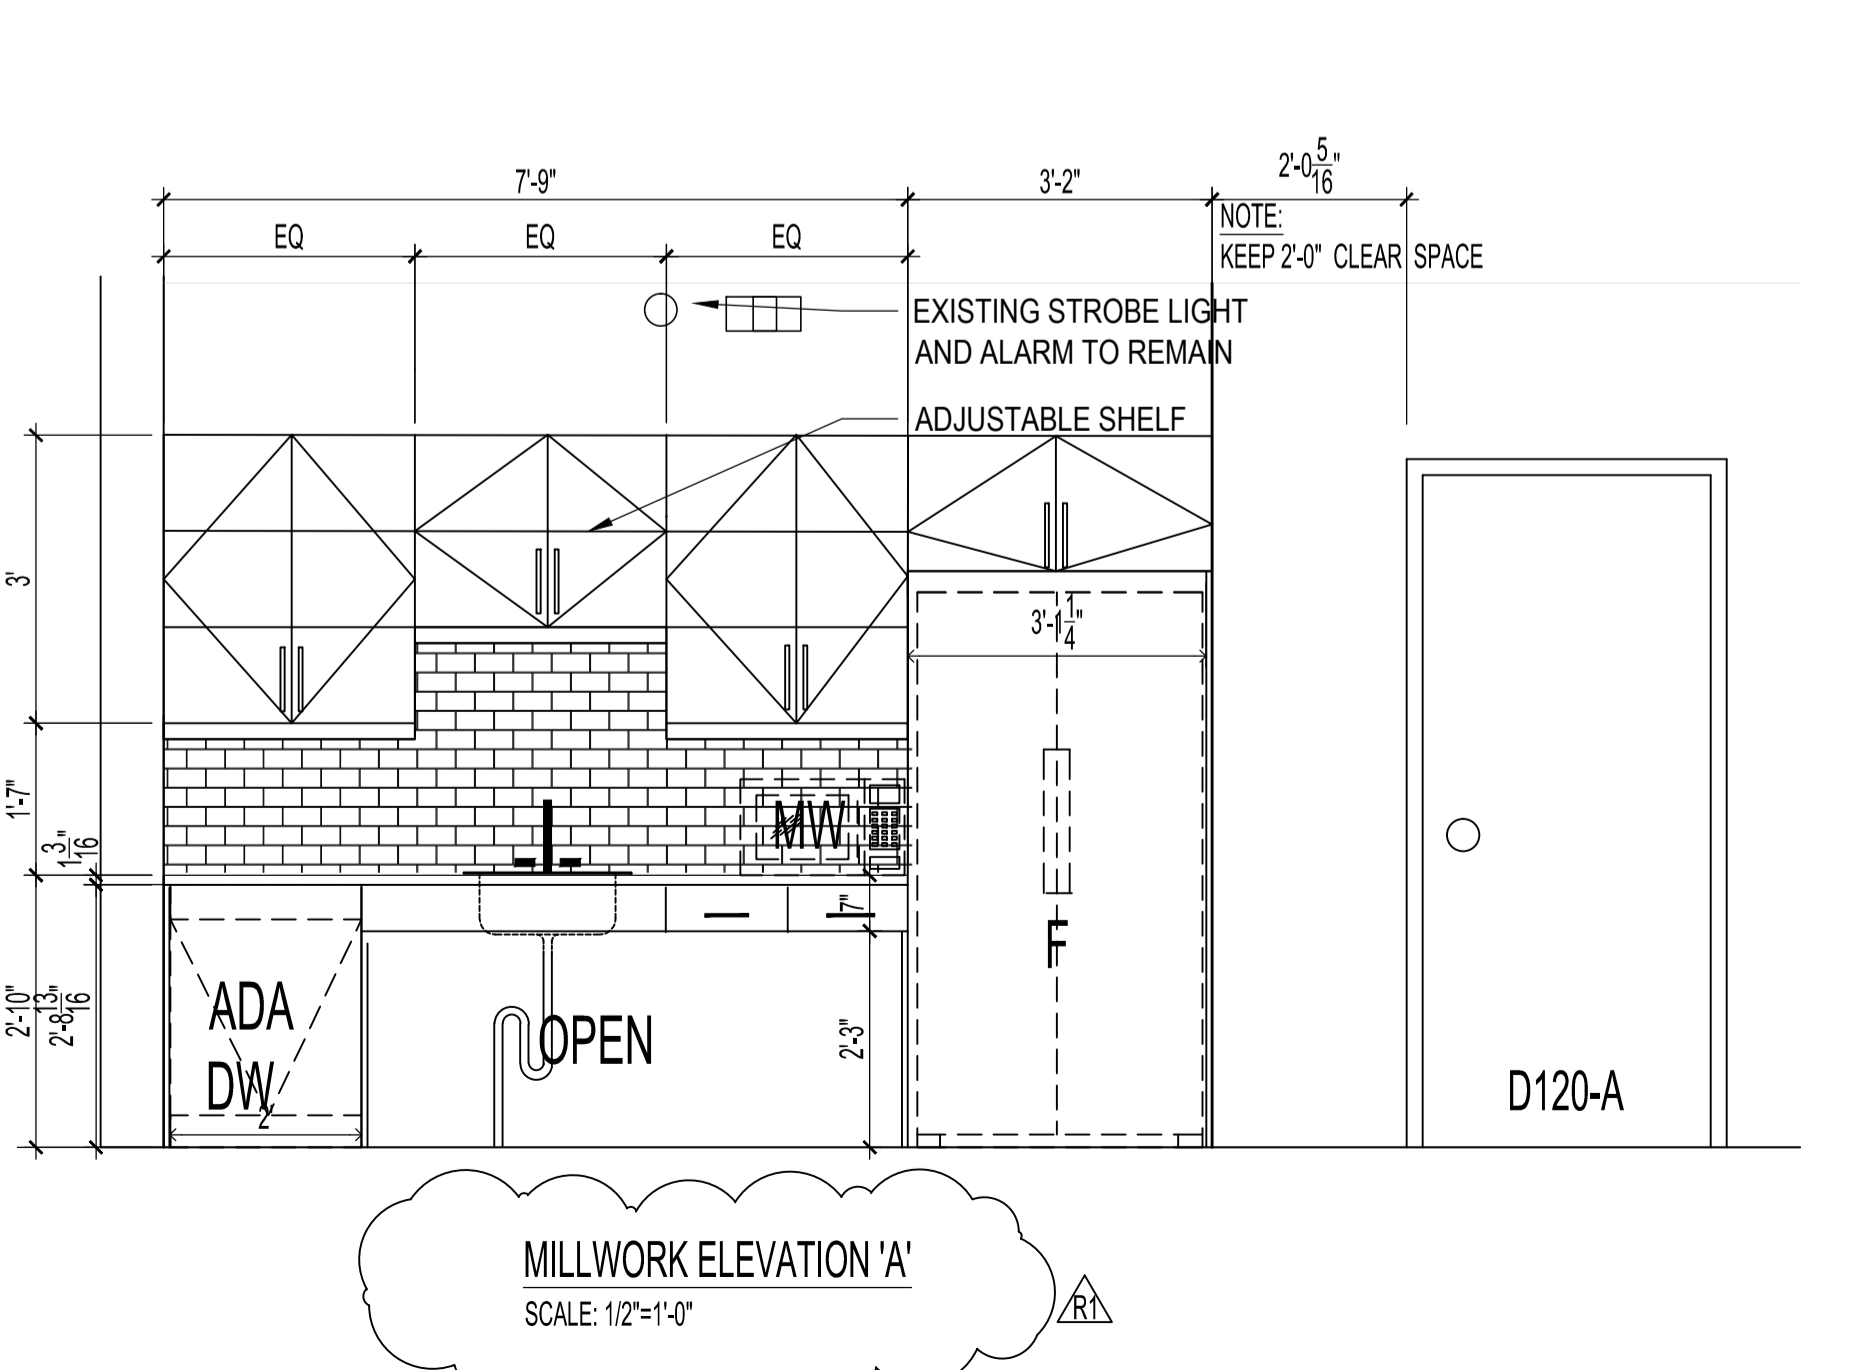 7'-9"
3'-2"
2'-0 5/16"
EQ
EQ
EQ
NOTE:
KEEP 2'-0" CLEAR SPACE
EXISTING STROBE LIGHT
AND ALARM TO REMAIN
ADJUSTABLE SHELF
3'
3'-1 1/4"
1'-7"
1 3/16"
MW
7"
F
ADA
DW
OPEN
2'-10"
2'-8 13/16"
2'-3"
2'
D120-A
MILLWORK ELEVATION 'A'
SCALE: 1/2"=1'-0"
R1